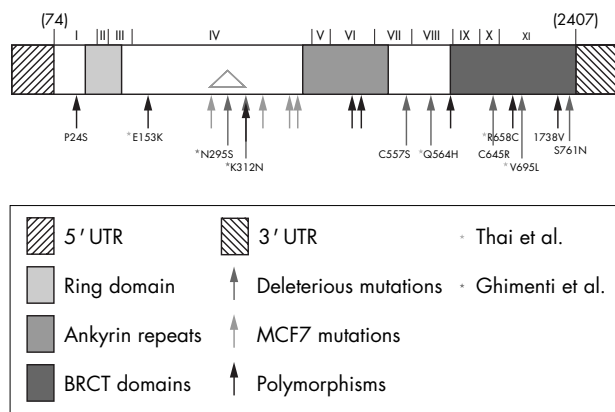 (74) (2407)
I II III IV V VI VII VIII IX X XI
P24S *E153K *N295S *K312N C557S *Q564H C645R *R658C *V695L 1738V S761N
5' UTR 3' UTR * Thai et al.
Ring domain Deleterious mutations * Ghimenti et al.
Ankyrin repeats MCF7 mutations
BRCT domains Polymorphisms